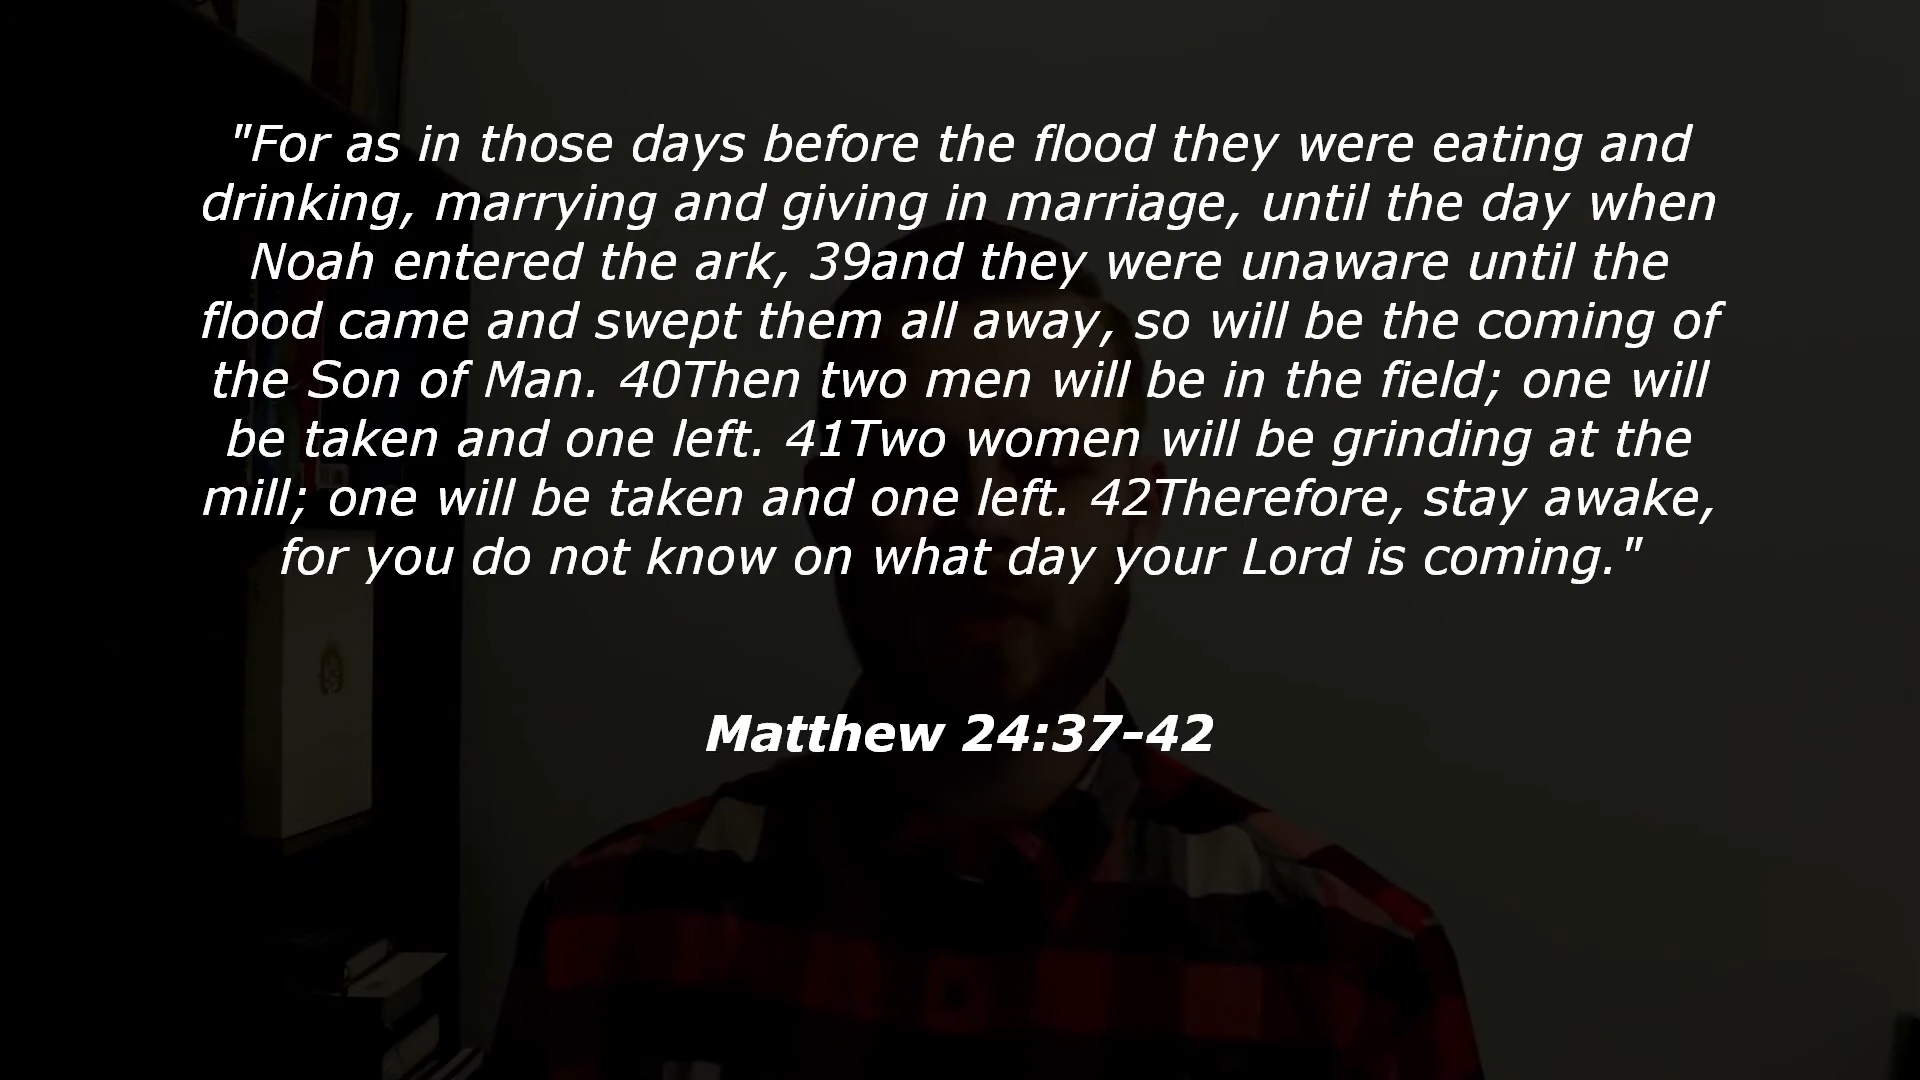 "For as in those days before the flood they were eating and
drinking, marrying and giving in marriage, until the day when
Noah entered the ark, 39and they were unaware until the
flood came and swept them all away, so will be the coming of
the Son of Man. 40Then two men will be in the field; one will
be taken and one left. 41Two women will be grinding at the
mill; one will be taken and one left. 42Therefore, stay awake,
for you do not know on what day your Lord is coming."
Matthew 24:37-42